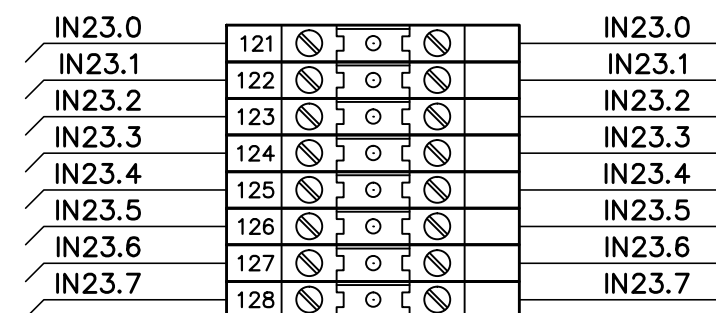 IN23.0 121 IN23.0
IN23.1 122 IN23.1
IN23.2 123 IN23.2
IN23.3 124 IN23.3
IN23.4 125 IN23.4
IN23.5 126 IN23.5
IN23.6 127 IN23.6
IN23.7 128 IN23.7